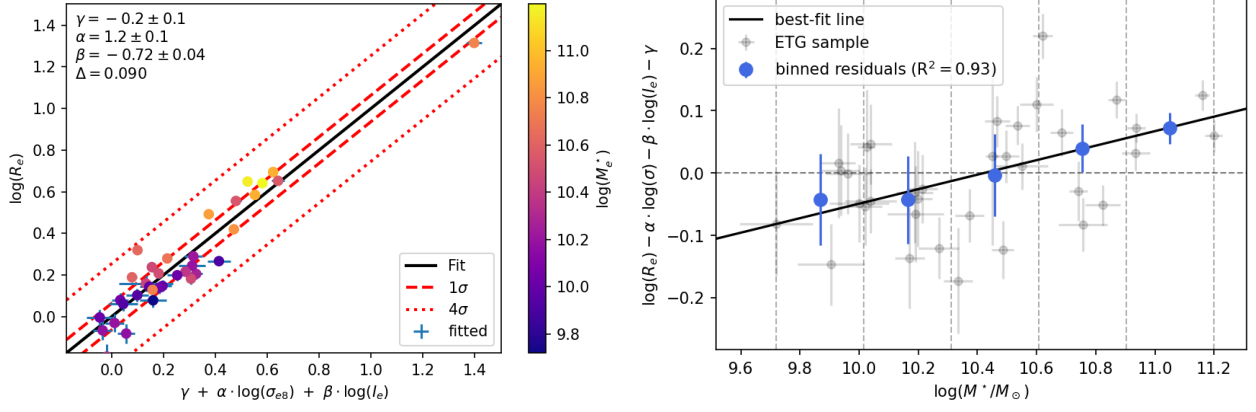 γ = −0.2 ± 0.1
α = 1.2 ± 0.1
β = −0.72 ± 0.04
Δ = 0.090
1.4
1.2
1.0
0.8
0.6
0.4
0.2
0.0
log(R_e)
Fit
1σ
4σ
fitted
0.0 0.2 0.4 0.6 0.8 1.0 1.2 1.4
γ + α·log(σ_e8) + β·log(I_e)
11.0
10.8
10.6
10.4
10.2
10.0
9.8
log(M_e^*)
best-fit line
ETG sample
binned residuals (R² = 0.93)
0.2
0.1
0.0
−0.1
−0.2
log(R_e) − α·log(σ) − β·log(I_e) − γ
9.6 9.8 10.0 10.2 10.4 10.6 10.8 11.0 11.2
log(M^*/M_⊙)